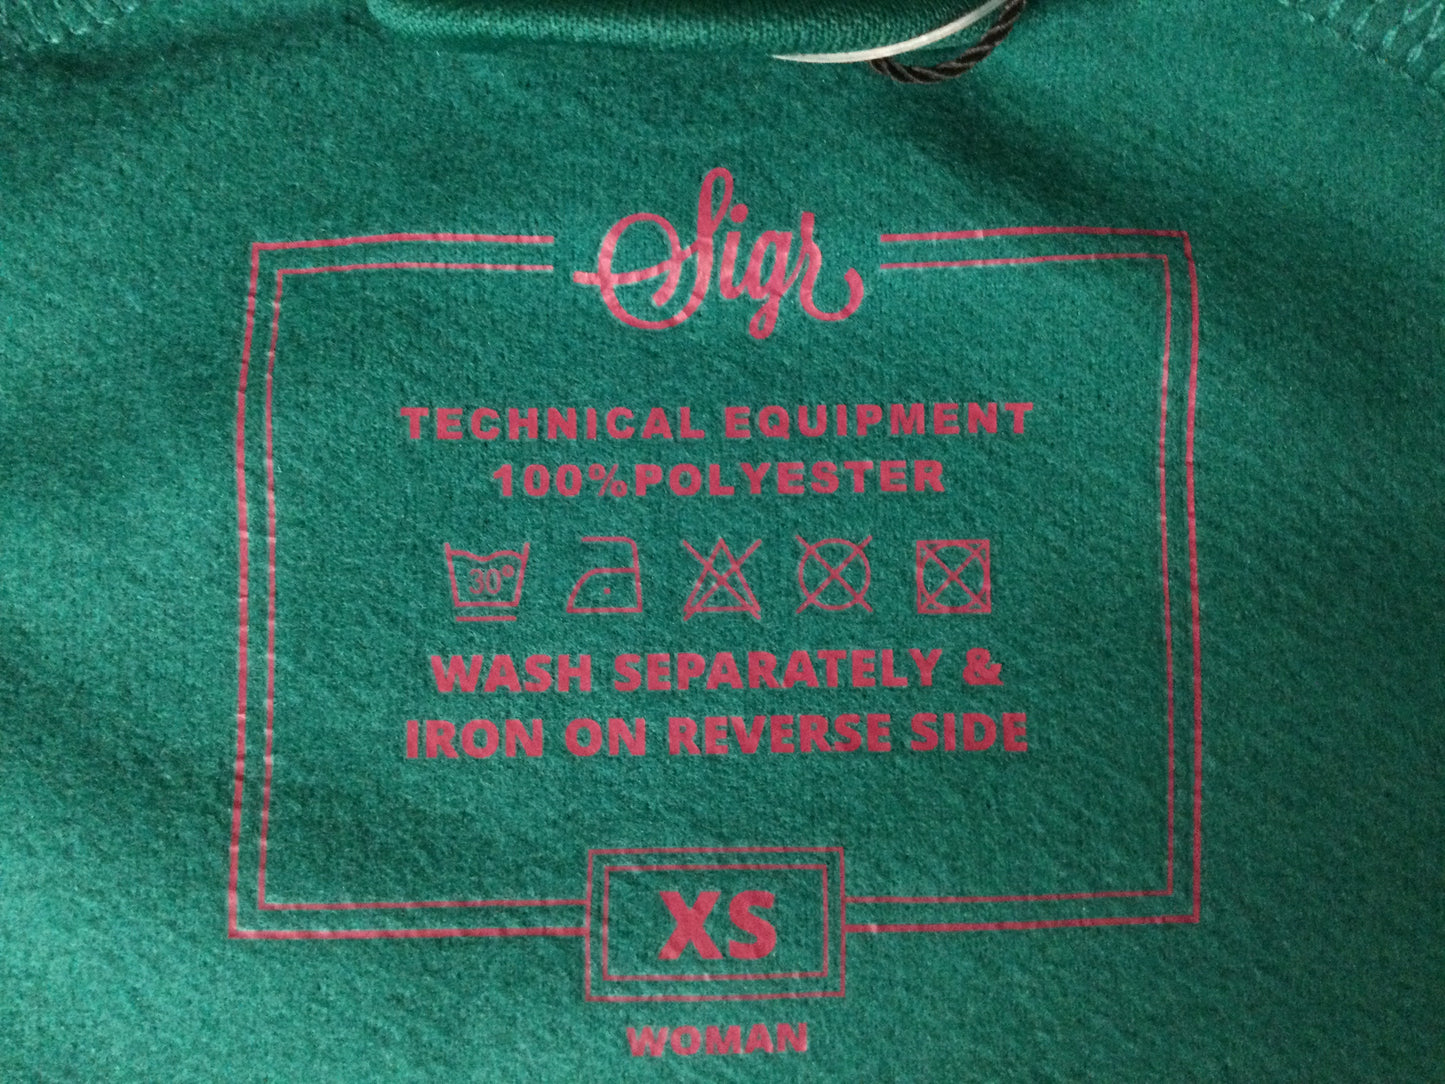 Sigr
TECHNICAL EQUIPMENT
100%POLYESTER
30°
WASH SEPARATELY &
IRON ON REVERSE SIDE
XS
WOMAN